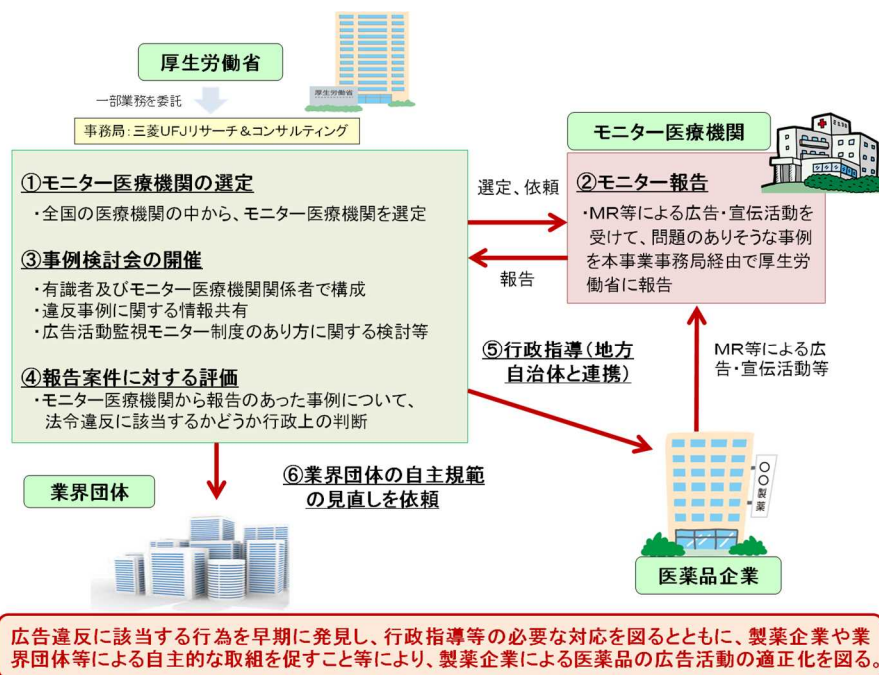 厚生労働省
厚生労働省
一部業務を委託
事務局：三菱UFJリサーチ＆コンサルティング
①モニター医療機関の選定
・全国の医療機関の中から、モニター医療機関を選定
③事例検討会の開催
・有識者及びモニター医療機関関係者で構成
・違反事例に関する情報共有
・広告活動監視モニター制度のあり方に関する検討等
④報告案件に対する評価
・モニター医療機関から報告のあった事例について、
法令違反に該当するかどうか行政上の判断
選定、依頼
報告
モニター医療機関
②モニター報告
・MR等による広告・宣伝活動を
受けて、問題のありそうな事例
を本事業事務局経由で厚生労
働省に報告
⑤行政指導（地方
自治体と連携）
MR等による広
告・宣伝活動等
⑥業界団体の自主規範
の見直しを依頼
業界団体
〇〇製薬
医薬品企業
広告違反に該当する行為を早期に発見し、行政指導等の必要な対応を図るとともに、製薬企業や業
界団体等による自主的な取組を促すこと等により、製薬企業による医薬品の広告活動の適正化を図る。